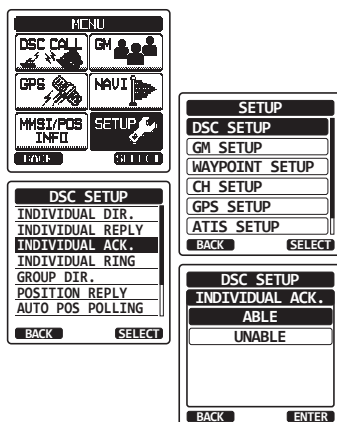 MENU
DSC CALL GM
GPS NAVI
MMSI/POS INFO SETUP
BACK SELECT
SETUP
DSC SETUP
GM SETUP
WAYPOINT SETUP
CH SETUP
GPS SETUP
ATIS SETUP
BACK SELECT
DSC SETUP
INDIVIDUAL DIR.
INDIVIDUAL REPLY
INDIVIDUAL ACK.
INDIVIDUAL RING
GROUP DIR.
POSITION REPLY
AUTO POS POLLING
BACK SELECT
DSC SETUP
INDIVIDUAL ACK.
ABLE
UNABLE
BACK ENTER